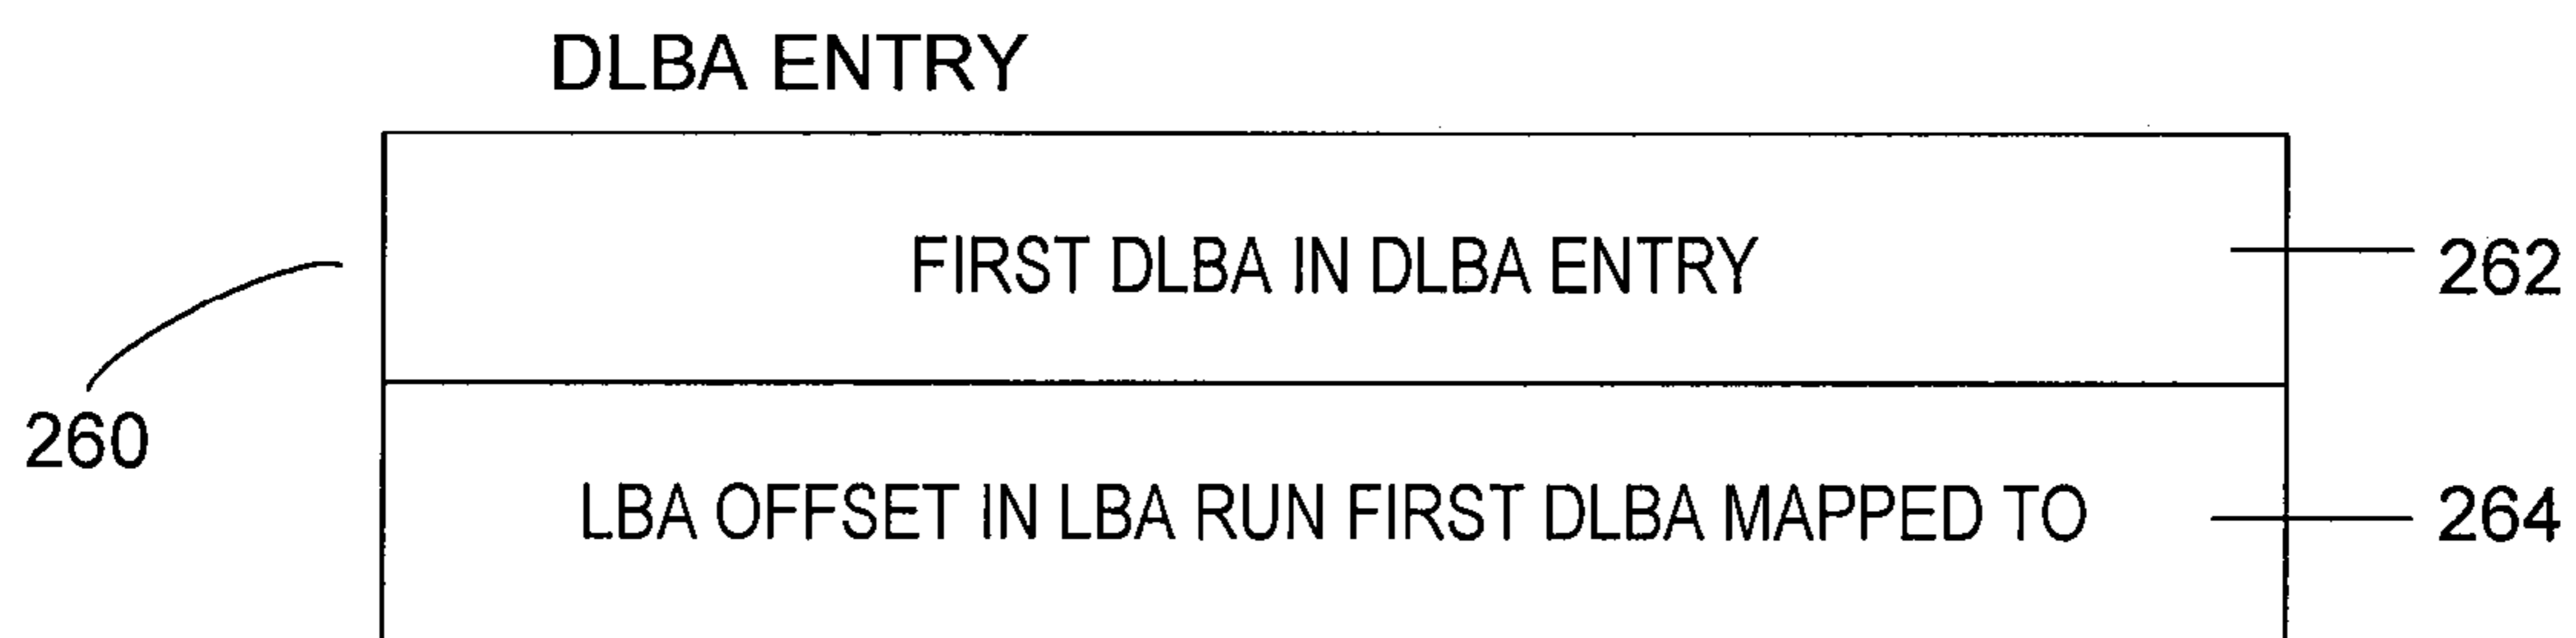 DLBA ENTRY
FIRST DLBA IN DLBA ENTRY
262
260
LBA OFFSET IN LBA RUN FIRST DLBA MAPPED TO
264